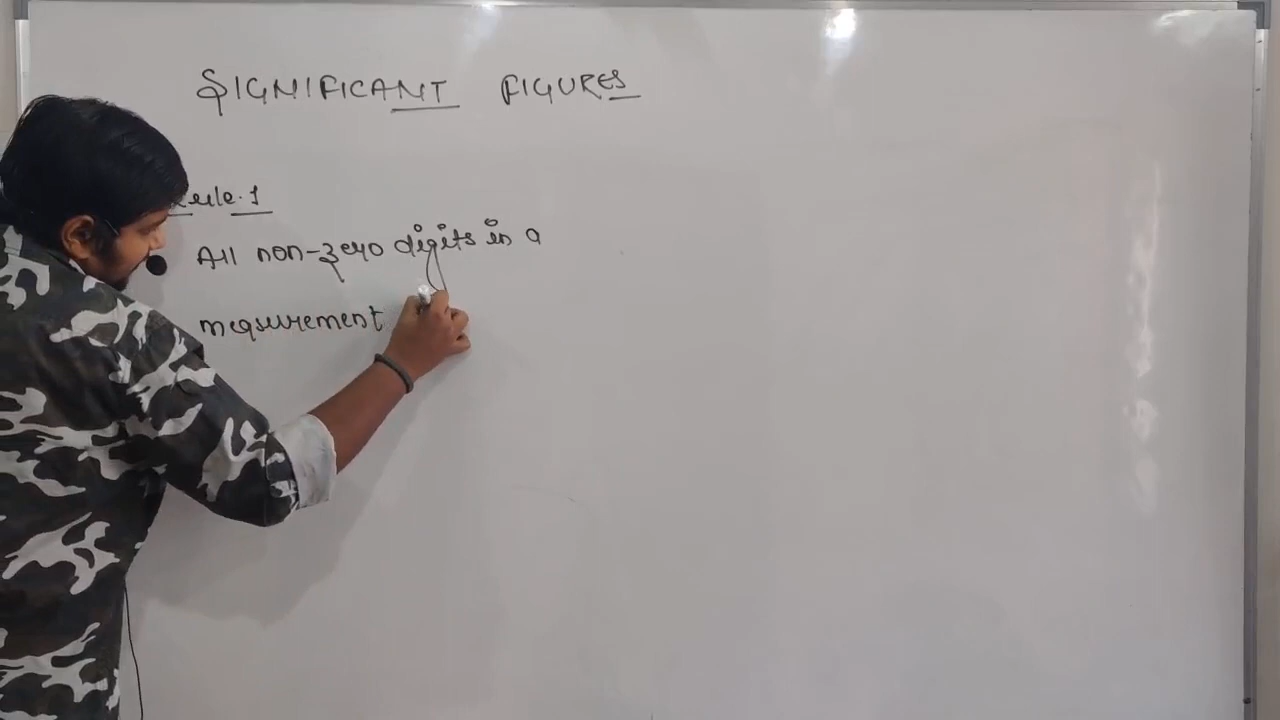 SIGNIFICANT FIGURES
Rule. 1
All non-zero digits in a
measurement